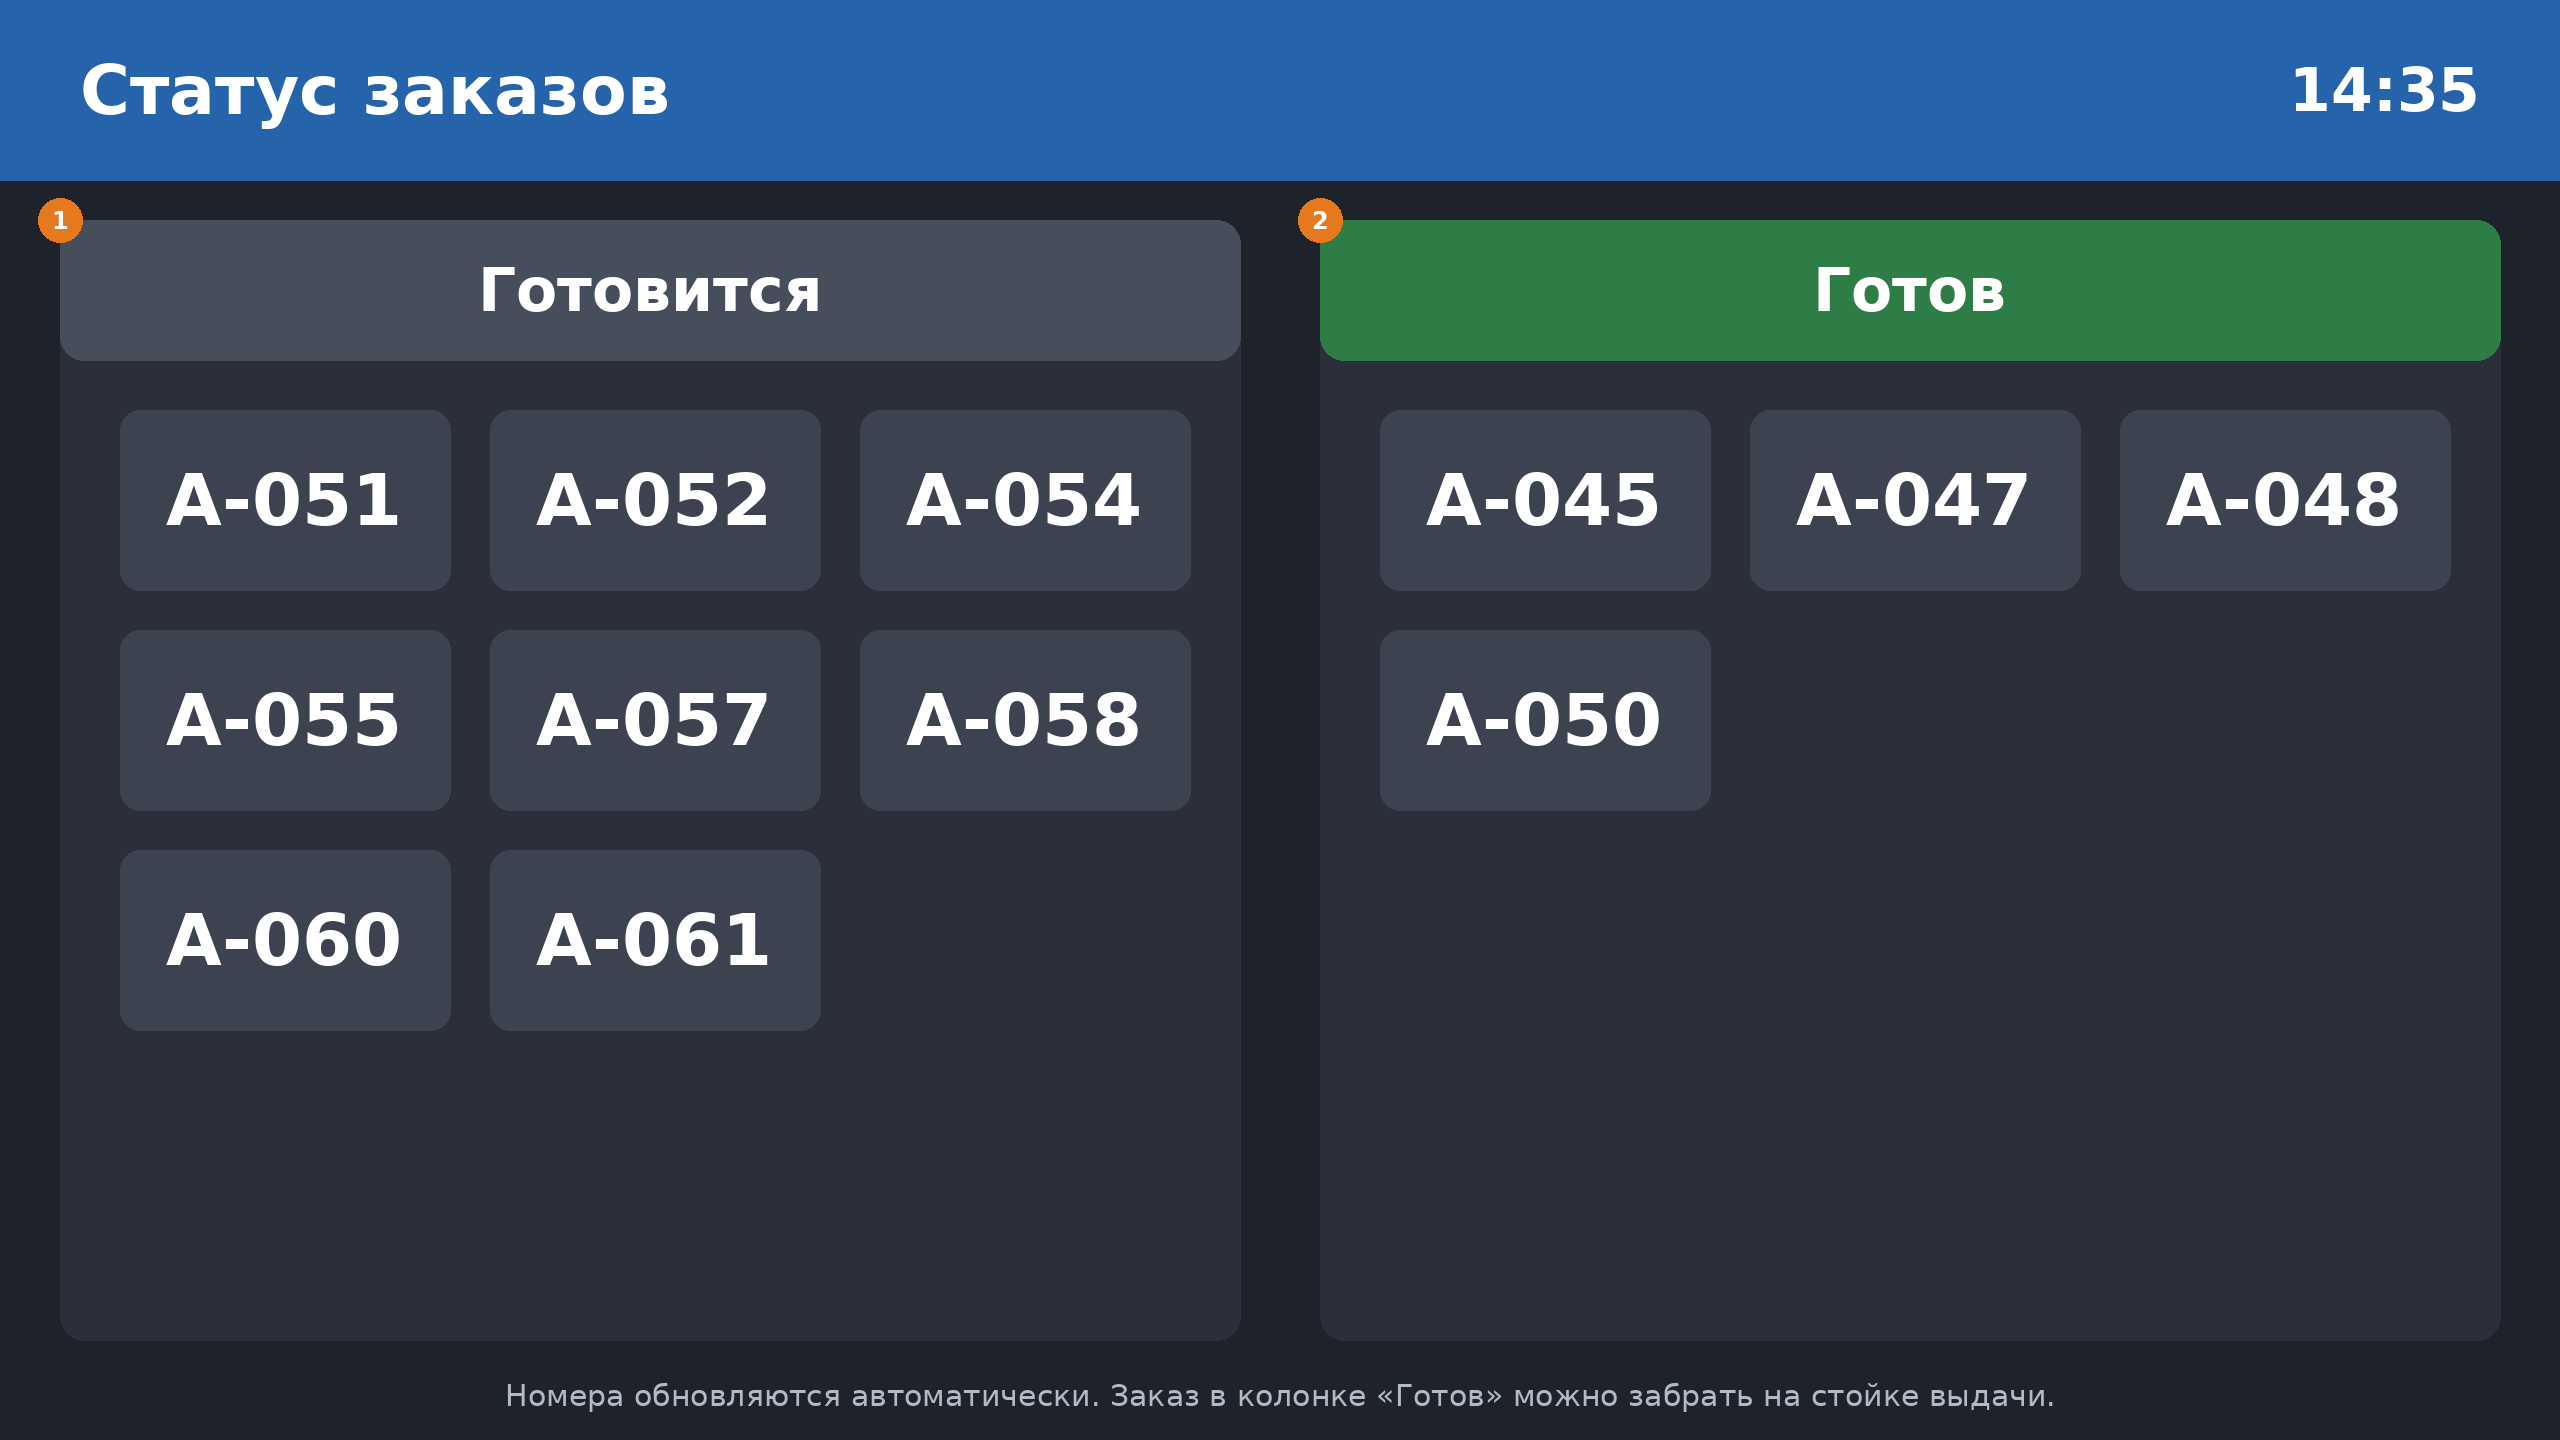 Статус заказов
14:35
1
Готовится
А-051 А-052 А-054
А-055 А-057 А-058
А-060 А-061
2
Готов
А-045 А-047 А-048
А-050
Номера обновляются автоматически. Заказ в колонке «Готов» можно забрать на стойке выдачи.